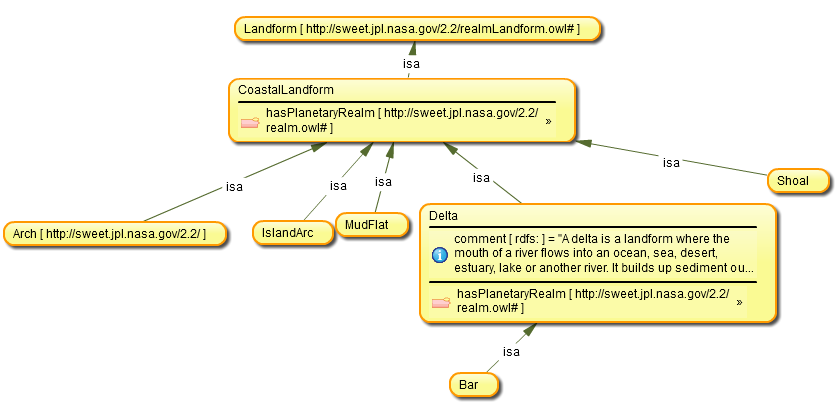 Landform [ http://sweet.jpl.nasa.gov/2.2/realmLandform.owl# ]
isa
CoastalLandform
hasPlanetaryRealm [ http://sweet.jpl.nasa.gov/2.2/
realm.owl# ]
»
isa
isa
isa
isa
isa
Shoal
Arch [ http://sweet.jpl.nasa.gov/2.2/ ]
IslandArc
MudFlat
Delta
comment [ rdfs: ] = "A delta is a landform where the
mouth of a river flows into an ocean, sea, desert,
estuary, lake or another river. It builds up sediment ou...
hasPlanetaryRealm [ http://sweet.jpl.nasa.gov/2.2/
realm.owl# ]
»
isa
Bar